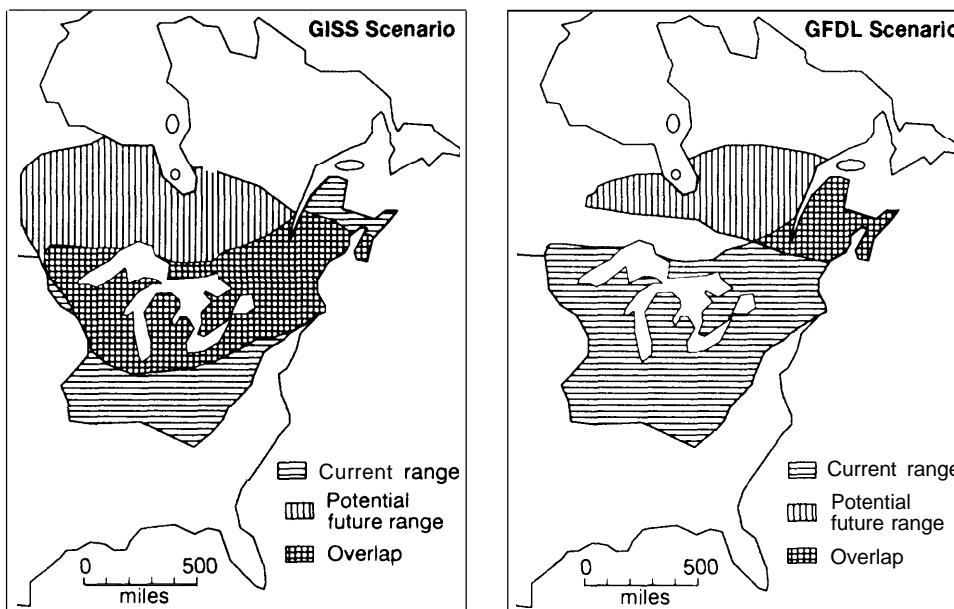 GISS Scenario
Current range
Potential
future range
Overlap
0 500
miles
GFDL Scenario
Current range
Potential
future range
Overlap
0 500
miles